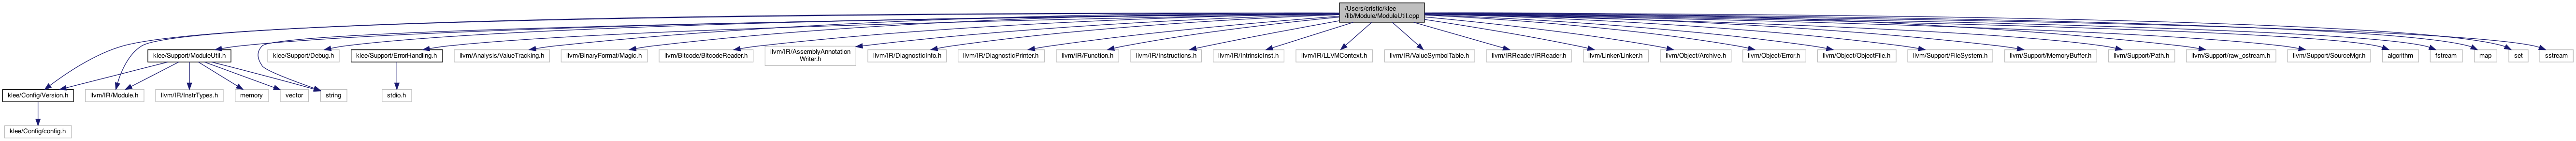 /Users/cristic/klee
/lib/Module/ModuleUtil.cpp
klee/Support/ModuleUtil.h
klee/Support/Debug.h
klee/Support/ErrorHandling.h
llvm/Analysis/ValueTracking.h
llvm/BinaryFormat/Magic.h
llvm/Bitcode/BitcodeReader.h
llvm/IR/AssemblyAnnotation
Writer.h
llvm/IR/DiagnosticInfo.h
llvm/IR/DiagnosticPrinter.h
llvm/IR/Function.h
llvm/IR/Instructions.h
llvm/IR/IntrinsicInst.h
llvm/IR/LLVMContext.h
llvm/IR/ValueSymbolTable.h
llvm/IRReader/IRReader.h
llvm/Linker/Linker.h
llvm/Object/Archive.h
llvm/Object/Error.h
llvm/Object/ObjectFile.h
llvm/Support/FileSystem.h
llvm/Support/MemoryBuffer.h
llvm/Support/Path.h
llvm/Support/raw_ostream.h
llvm/Support/SourceMgr.h
algorithm
fstream
map
set
sstream
klee/Config/Version.h
llvm/IR/Module.h
llvm/IR/InstrTypes.h
memory
vector
string
stdio.h
klee/Config/config.h